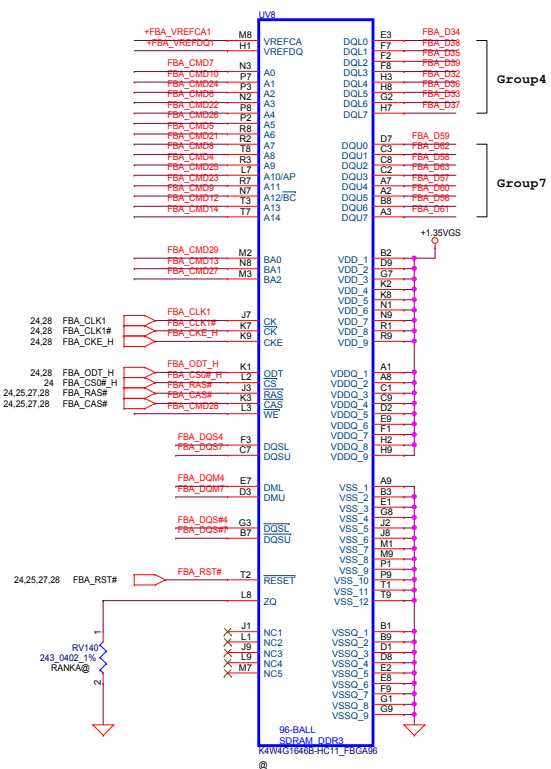 UV8
+FBA_VREFCA1 M8 VREFCA
+FBA_VREFDQ1 H1 VREFDQ
FBA_CMD7 N3 A0
FBA_CMD10 P7 A1
FBA_CMD24 P3 A2
FBA_CMD6 N2 A3
FBA_CMD22 P8 A4
FBA_CMD26 P2 A5
FBA_CMD5 R8 A6
FBA_CMD21 R2 A7
FBA_CMD8 T8 A8
FBA_CMD4 R3 A9
FBA_CMD25 L7 A10/AP
FBA_CMD23 R7 A11
FBA_CMD9 N7 A12/BC
FBA_CMD12 T3 A13
FBA_CMD14 T7 A14
FBA_CMD29 M2 BA0
FBA_CMD13 N8 BA1
FBA_CMD27 M3 BA2
24,28 FBA_CLK1 FBA_CLK1 J7 CK
24,28 FBA_CLK1# FBA_CLK1# K7 CK
24,28 FBA_CKE_H FBA_CKE_H K9 CKE
24,28 FBA_ODT_H FBA_ODT_H K1 ODT
24 FBA_CS0#_H FBA_CS0#_H L2 CS
24,25,27,28 FBA_RAS# FBA_RAS# J3 RAS
24,25,27,28 FBA_CAS# FBA_CAS# K3 CAS
FBA_CMD28 L3 WE
FBA_DQS4 F3 DQSL
FBA_DQS7 C7 DQSU
FBA_DQM4 E7 DML
FBA_DQM7 D3 DMU
FBA_DQS#4 G3 DQSL
FBA_DQS#7 B7 DQSU
24,25,27,28 FBA_RST# FBA_RST# T2 RESET
L8 ZQ
1
RV140
243_0402_1%
RANKA@
2
J1 NC1
L1 NC2
J9 NC3
L9 NC4
M7 NC5
DQL0 E3 FBA_D34
DQL1 F7 FBA_D38
DQL2 F2 FBA_D35
DQL3 F8 FBA_D39
DQL4 H3 FBA_D32
DQL5 H8 FBA_D36
DQL6 G2 FBA_D33
DQL7 H7 FBA_D37
Group4
DQU0 D7 FBA_D59
DQU1 C3 FBA_D62
DQU2 C8 FBA_D58
DQU3 C2 FBA_D63
DQU4 A7 FBA_D57
DQU5 A2 FBA_D60
DQU6 B8 FBA_D56
DQU7 A3 FBA_D61
Group7
+1.35VGS
VDD_1 B2
VDD_2 D9
VDD_3 G7
VDD_4 K2
VDD_5 K8
VDD_6 N1
VDD_7 N9
VDD_8 R1
VDD_9 R9
VDDQ_1 A1
VDDQ_2 A8
VDDQ_3 C1
VDDQ_4 C9
VDDQ_5 D2
VDDQ_6 E9
VDDQ_7 F1
VDDQ_8 H2
VDDQ_9 H9
VSS_1 A9
VSS_2 B3
VSS_3 E1
VSS_4 G8
VSS_5 J2
VSS_6 J8
VSS_7 M1
VSS_8 M9
VSS_9 P1
VSS_10 P9
VSS_11 T1
VSS_12 T9
VSSQ_1 B1
VSSQ_2 B9
VSSQ_3 D1
VSSQ_4 D8
VSSQ_5 E2
VSSQ_6 E8
VSSQ_7 F9
VSSQ_8 G1
VSSQ_9 G9
96-BALL
SDRAM_DDR3
K4W4G1646B-HC11_FBGA96
@